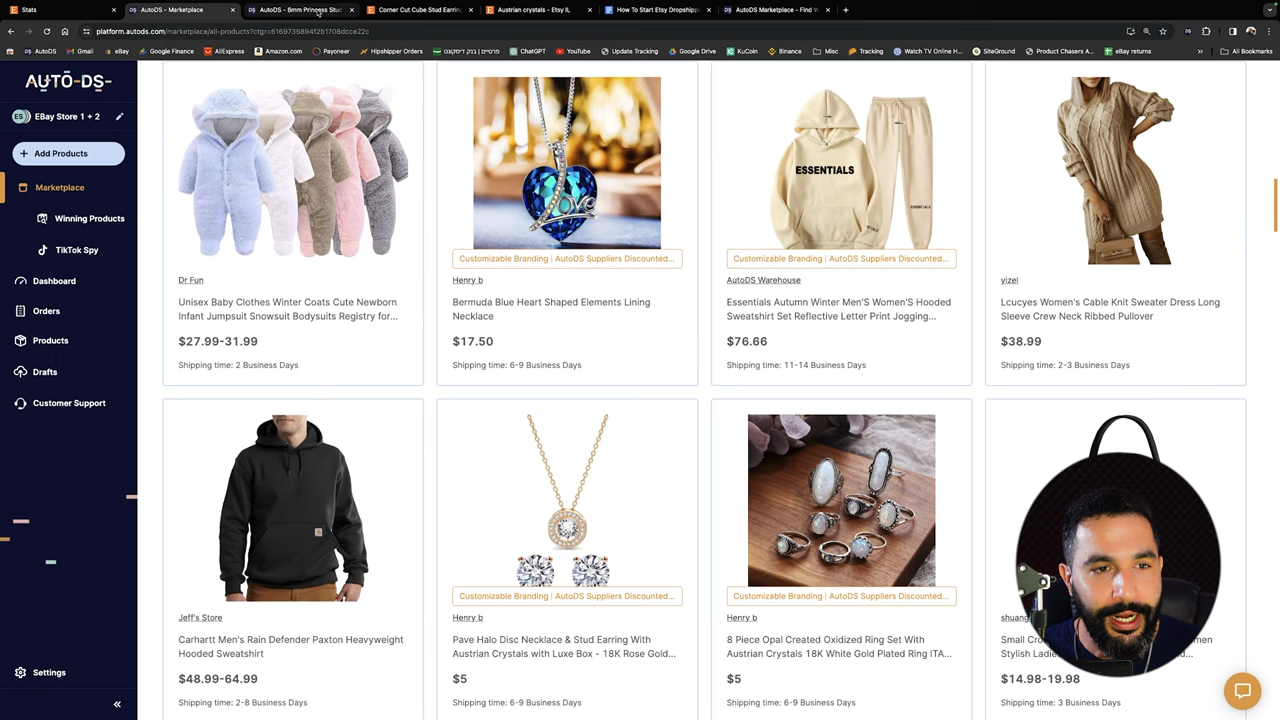 Stats
AutoDS - Marketplace
AutoDS - 6mm Princess Stud
Corner Cut Cube Stud Earring
Austrian crystals - Etsy IL
How To Start Etsy Dropshipp
AutoDS Marketplace - Find
platform.autods.com/marketplace/all-products?ctgr=6169735894f2b1708dcce22c
AutoDS
Gmail
eBay
Google Finance
AliExpress
Amazon.com
Payoneer
Hipshipper Orders
ChatGPT
YouTube
Update Tracking
Google Drive
KuCoin
Binance
Misc
Tracking
Watch TV Online H...
SiteGround
Product Chasers A...
eBay returns
All Bookmarks
AUTO-DS-
ES
EBay Store 1 + 2
+ Add Products
Marketplace
Winning Products
TikTok Spy
Dashboard
Orders
Products
Drafts
Customer Support
Settings
Dr Fun
Unisex Baby Clothes Winter Coats Cute Newborn
Infant Jumpsuit Snowsuit Bodysuits Registry for...
$27.99-31.99
Shipping time: 2 Business Days
Love
Customizable Branding | AutoDS Suppliers Discounted...
Henry b
Bermuda Blue Heart Shaped Elements Lining
Necklace
$17.50
Shipping time: 6-9 Business Days
ESSENTIALS
Customizable Branding | AutoDS Suppliers Discounted...
AutoDS Warehouse
Essentials Autumn Winter Men'S Women'S Hooded
Sweatshirt Set Reflective Letter Print Jogging...
$76.66
Shipping time: 11-14 Business Days
yizel
Lcucyes Women's Cable Knit Sweater Dress Long
Sleeve Crew Neck Ribbed Pullover
$38.99
Shipping time: 2-3 Business Days
Jeff's Store
Carhartt Men's Rain Defender Paxton Heavyweight
Hooded Sweatshirt
$48.99-64.99
Shipping time: 2-8 Business Days
Customizable Branding | AutoDS Suppliers Discounted...
Henry b
Pave Halo Disc Necklace & Stud Earring With
Austrian Crystals with Luxe Box - 18K Rose Gold...
$5
Shipping time: 6-9 Business Days
Customizable Branding | AutoDS Suppliers Discounted...
Henry b
8 Piece Opal Created Oxidized Ring Set With
Austrian Crystals 18K White Gold Plated Ring ITA...
$5
Shipping time: 6-9 Business Days
shuang
Small Cro
Stylish Ladie
$14.98-19.98
Shipping time: 3 Business Days